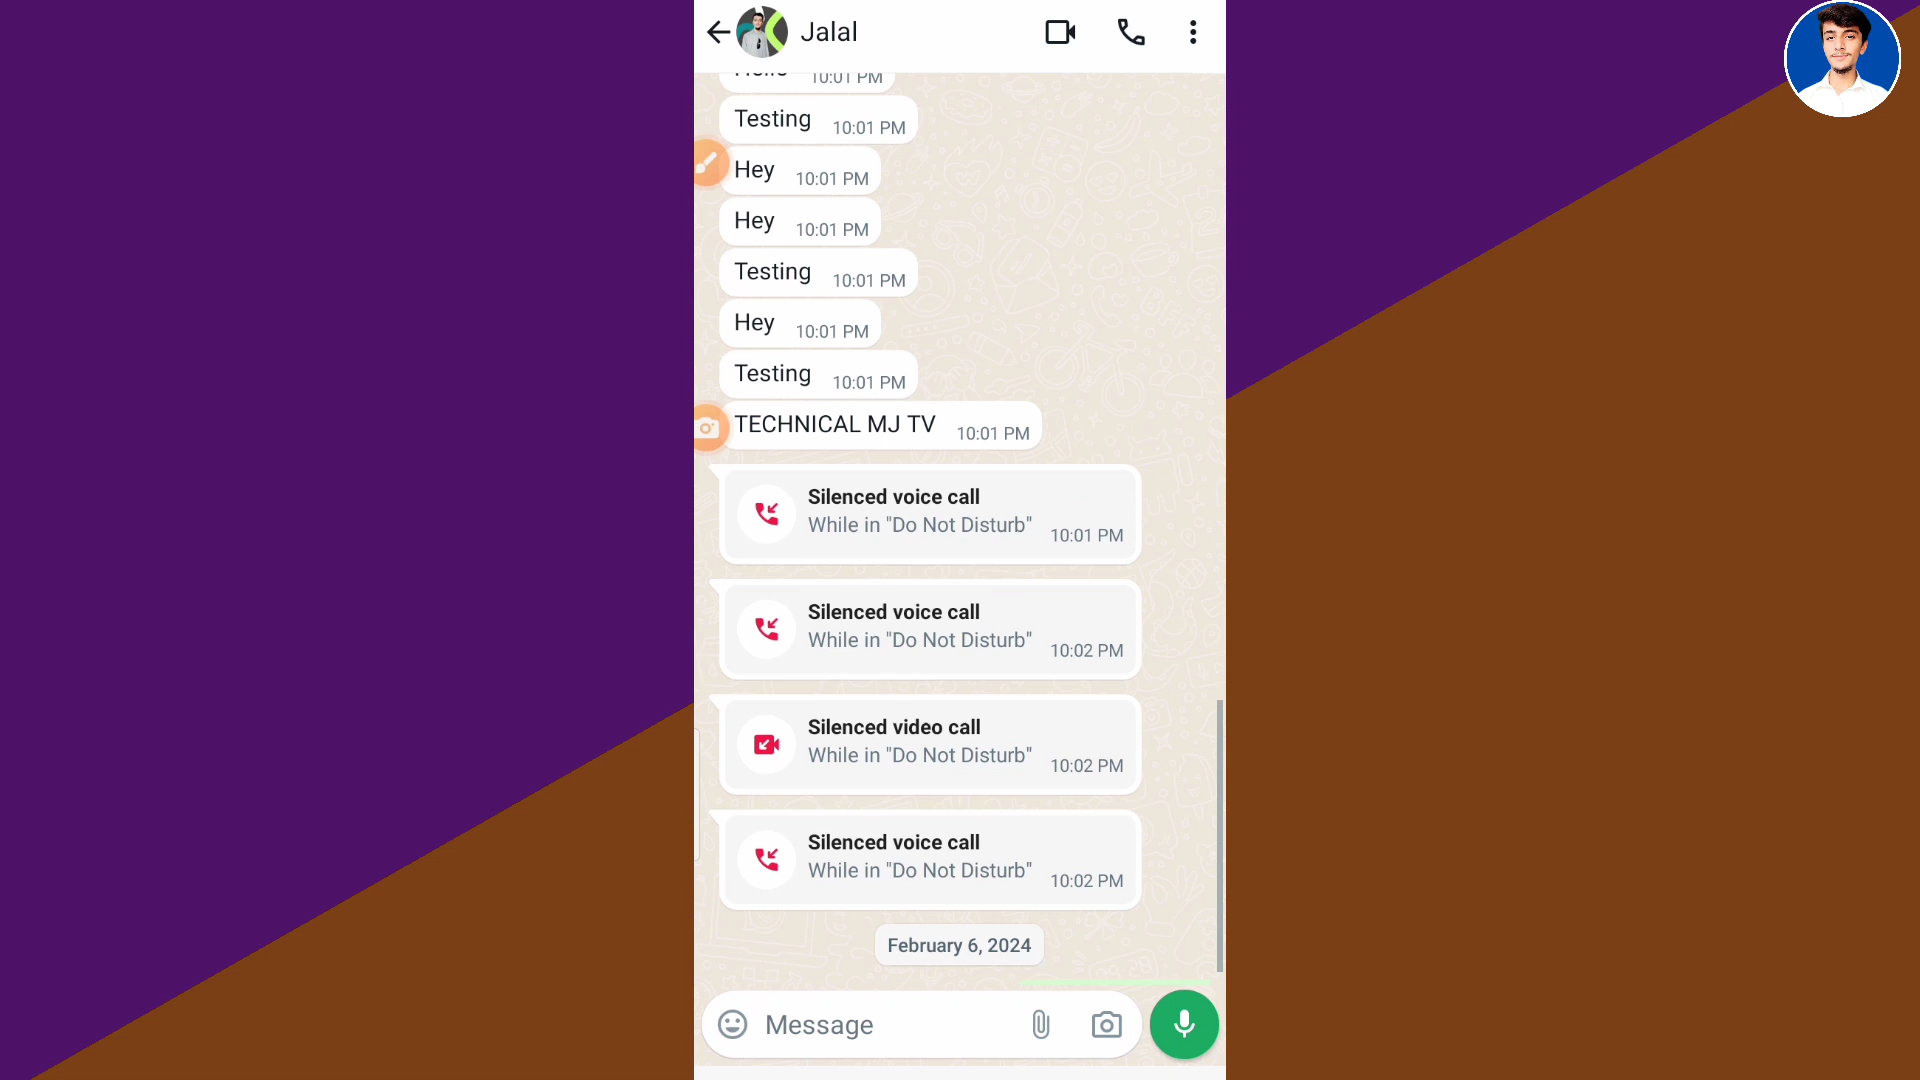 Jalal
Hello 10:01 PM
Testing 10:01 PM
Hey 10:01 PM
Hey 10:01 PM
Testing 10:01 PM
Hey 10:01 PM
Testing 10:01 PM
TECHNICAL MJ TV 10:01 PM
Silenced voice call
While in "Do Not Disturb" 10:01 PM
Silenced voice call
While in "Do Not Disturb" 10:02 PM
Silenced video call
While in "Do Not Disturb" 10:02 PM
Silenced voice call
While in "Do Not Disturb" 10:02 PM
February 6, 2024
Message